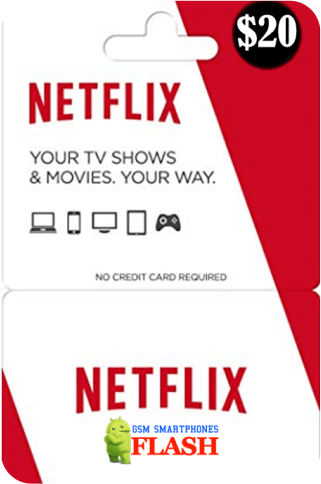 $20
NETFLIX
YOUR TV SHOWS
& MOVIES. YOUR WAY.
NO CREDIT CARD REQUIRED
NETFLIX
GSM SMARTPHONES
FLASH